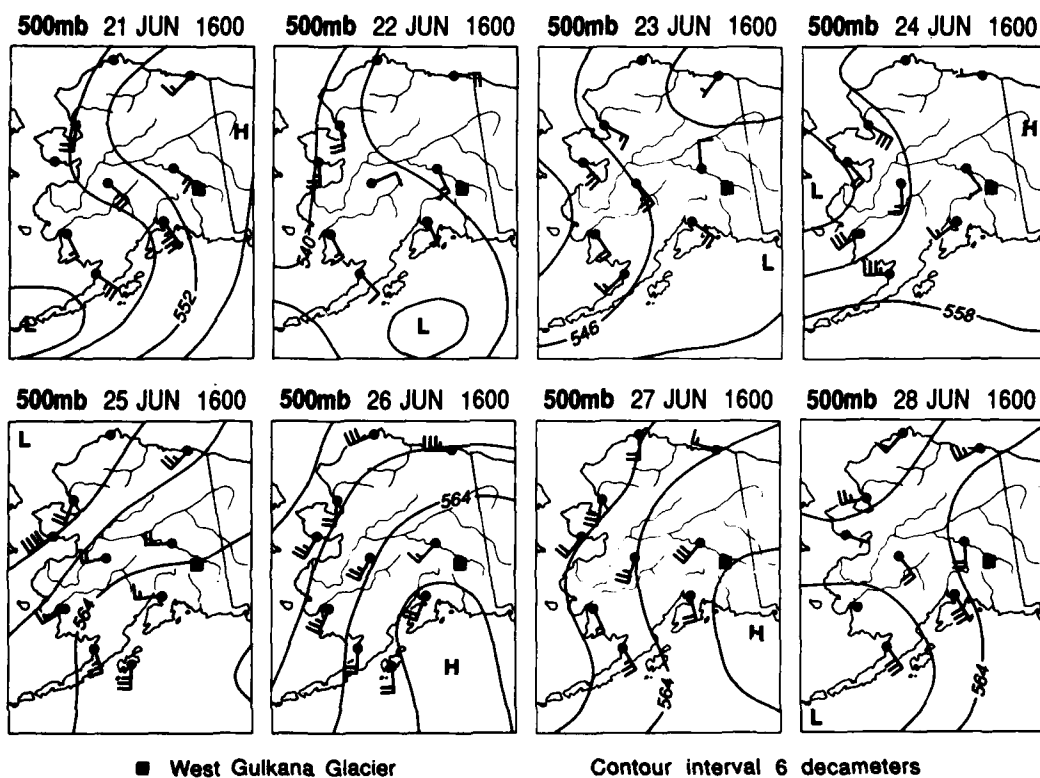 500mb 21 JUN 1600
500mb 22 JUN 1600
500mb 23 JUN 1600
500mb 24 JUN 1600
H
L
552
540
L
L
546
H
L
558
500mb 25 JUN 1600
500mb 26 JUN 1600
500mb 27 JUN 1600
500mb 28 JUN 1600
L
564
564
H
H
564
564
L
West Gulkana Glacier
Contour interval 6 decameters